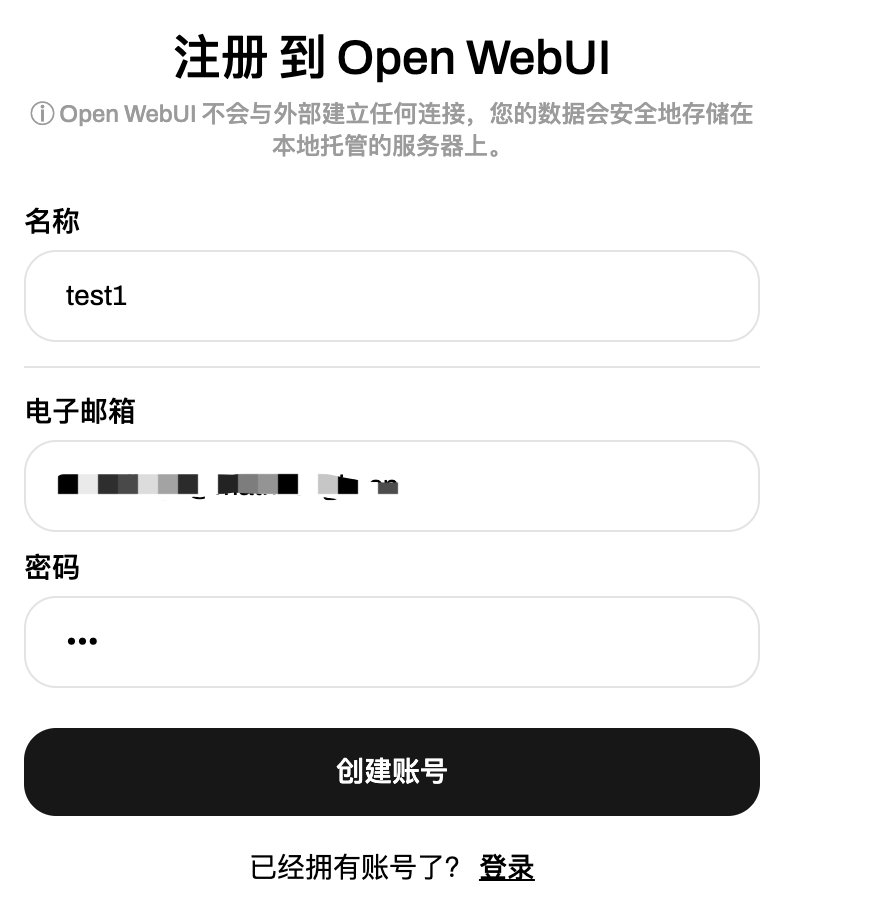 注册 到 Open WebUI
ⓘ Open WebUI 不会与外部建立任何连接，您的数据会安全地存储在
本地托管的服务器上。
名称
test1
电子邮箱
密码
•••
创建账号
已经拥有账号了？ 登录